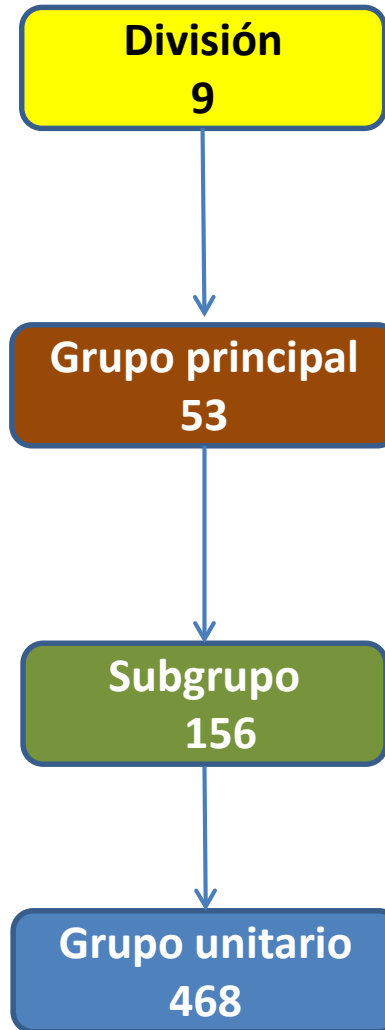 División
9
Grupo principal
53
Subgrupo
156
Grupo unitario
468